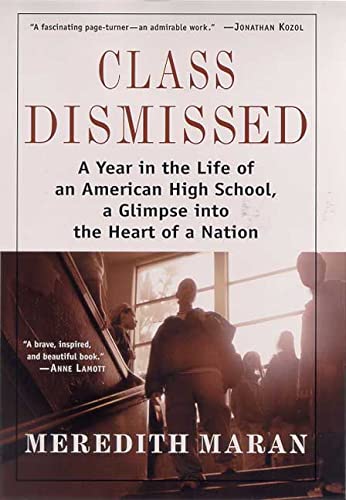 "A fascinating page-turner—an admirable work." —JONATHAN KOZOL
CLASS
DISMISSED
A Year in the Life of
an American High School,
a Glimpse into
the Heart of a Nation
"A brave, inspired,
and beautiful book."
—ANNE LAMOTT
MEREDITH MARAN